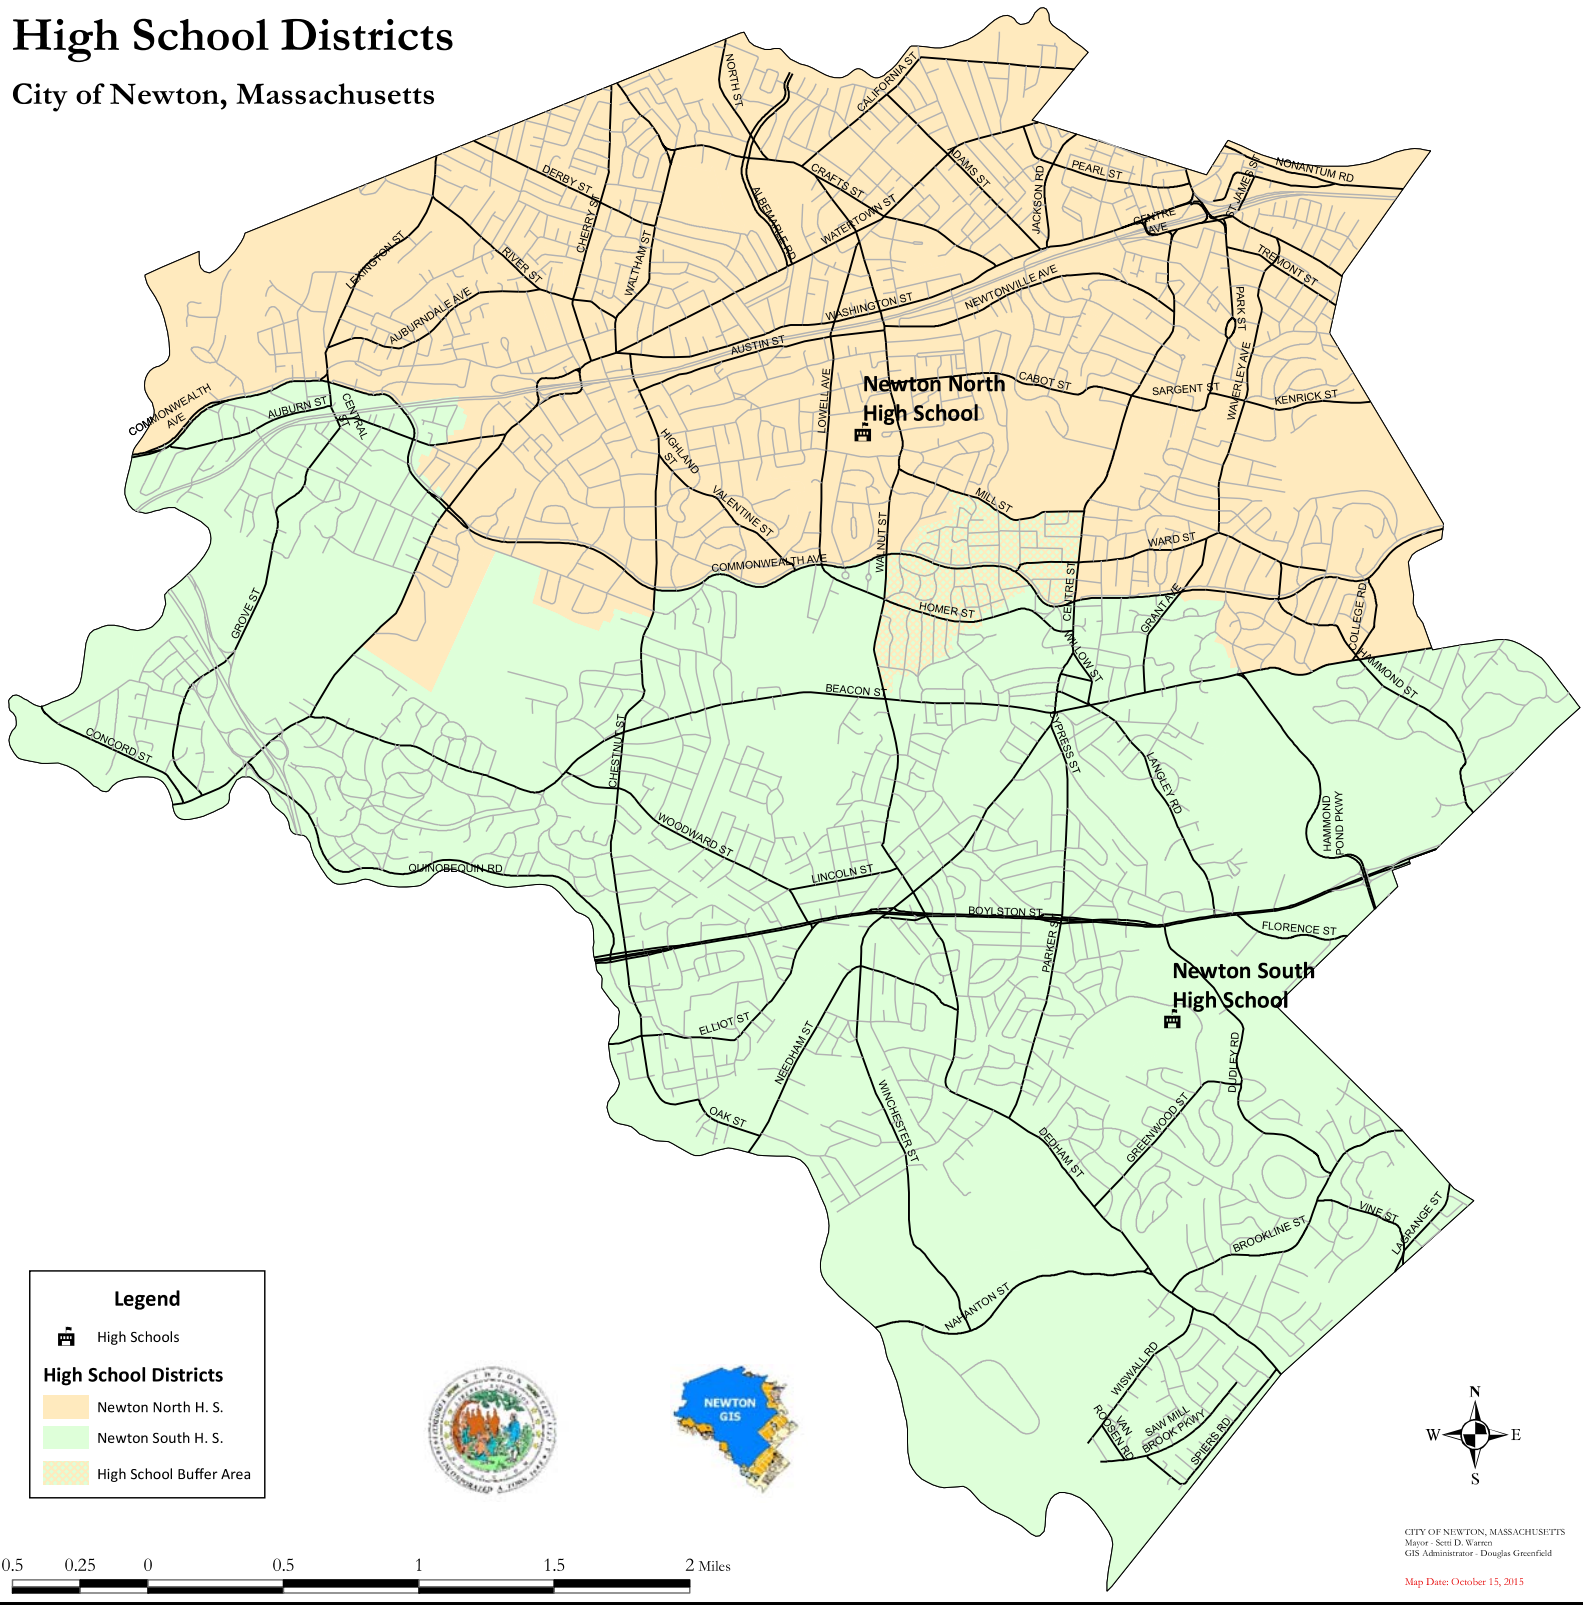 High School Districts
City of Newton, Massachusetts
NORTH ST
CALIFORNIA ST
DERBY ST
CHERRY ST
ALBEMARLE RD
CRAFTS ST
WATERTOWN ST
ADAMS ST
JACKSON RD
PEARL ST
CENTRE
AVE
ST JAMES ST
NONANTUM RD
TREMONT ST
LEXINGTON ST
RIVER ST
WALTHAM ST
AUBURNDALE AVE
WASHINGTON ST
NEWTONVILLE AVE
AUSTIN ST
PARK ST
WAVERLEY AVE
COMMONWEALTH
AVE
AUBURN ST
CENTRAL
ST
LOWELL AVE
Newton North
High School
CABOT ST
SARGENT ST
KENRICK ST
HIGHLAND
ST
VALENTINE ST
MILL ST
WALNUT ST
WARD ST
COMMONWEALTH AVE
HOMER ST
CENTRE ST
GRANT AVE
COLLEGE RD
HAMMOND ST
WILLOW ST
GROVE ST
BEACON ST
CONCORD ST
CHESTNUT ST
CYPRESS ST
LANGLEY RD
HAMMOND
POND PKWY
WOODWARD ST
LINCOLN ST
QUINOBEQUIN RD
BOYLSTON ST
FLORENCE ST
PARKER ST
Newton South
High School
ELLIOT ST
NEEDHAM ST
DUDLEY RD
OAK ST
WINCHESTER ST
DEDHAM ST
GREENWOOD ST
VINE ST
LAGRANGE ST
BROOKLINE ST
NAHANTON ST
WISWALL RD
VAN
ROOSEN RD
SAW MILL
BROOK PKWY
SPIERS RD
Legend
High Schools
High School Districts
Newton North H. S.
Newton South H. S.
High School Buffer Area
NEWTON
GIS
N
W
E
S
0.5
0.25
0
0.5
1
1.5
2 Miles
CITY OF NEWTON, MASSACHUSETTS
Mayor - Setti D. Warren
GIS Administrator - Douglas Greenfield
Map Date: October 15, 2015